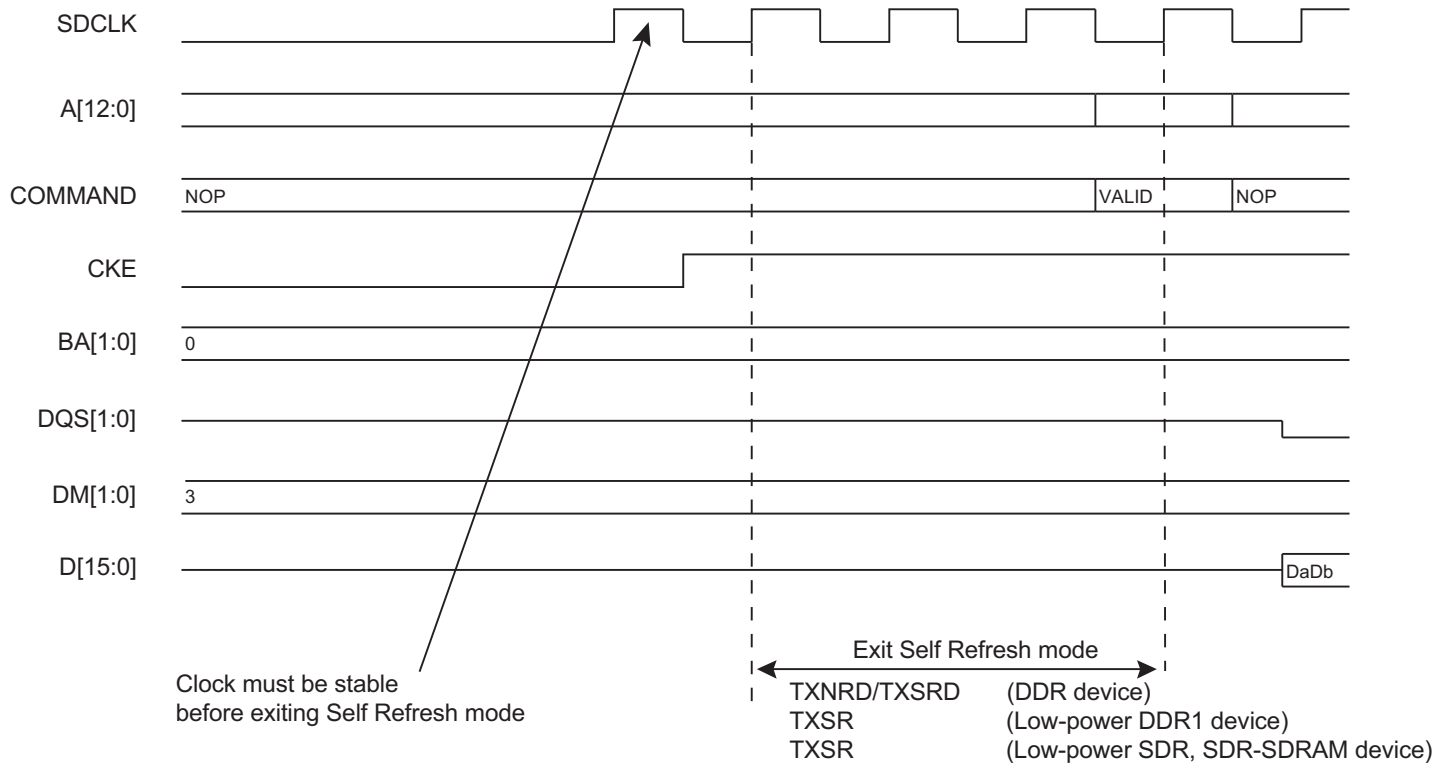 SDCLK
A[12:0]
COMMAND
NOP
VALID
NOP
CKE
BA[1:0]
0
DQS[1:0]
DM[1:0]
3
D[15:0]
DaDb
Clock must be stable
before exiting Self Refresh mode
Exit Self Refresh mode
TXNRD/TXSRD (DDR device)
TXSR (Low-power DDR1 device)
TXSR (Low-power SDR, SDR-SDRAM device)